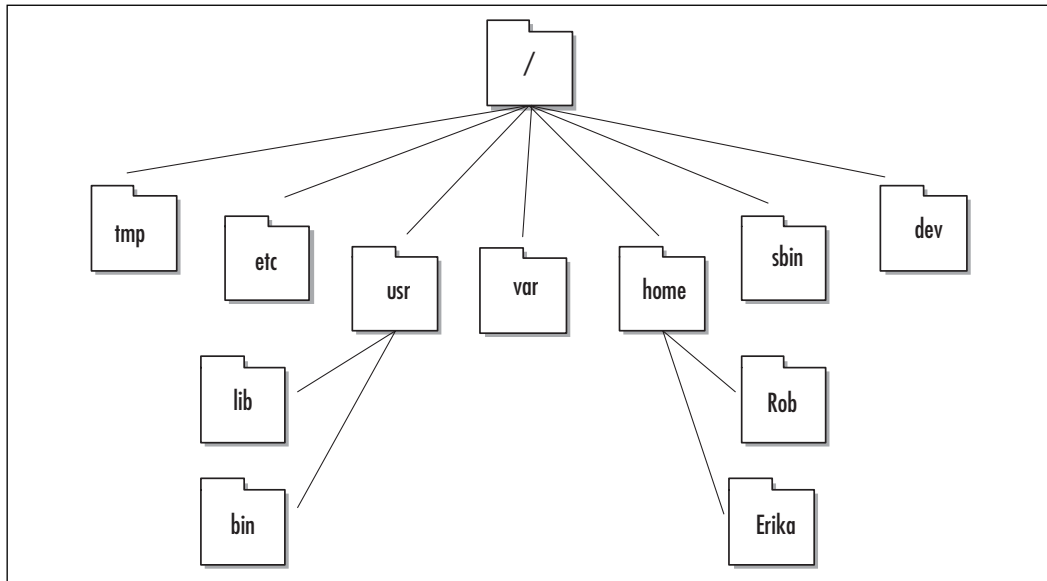 /
tmp
etc
usr
var
home
sbin
dev
lib
Rob
bin
Erika